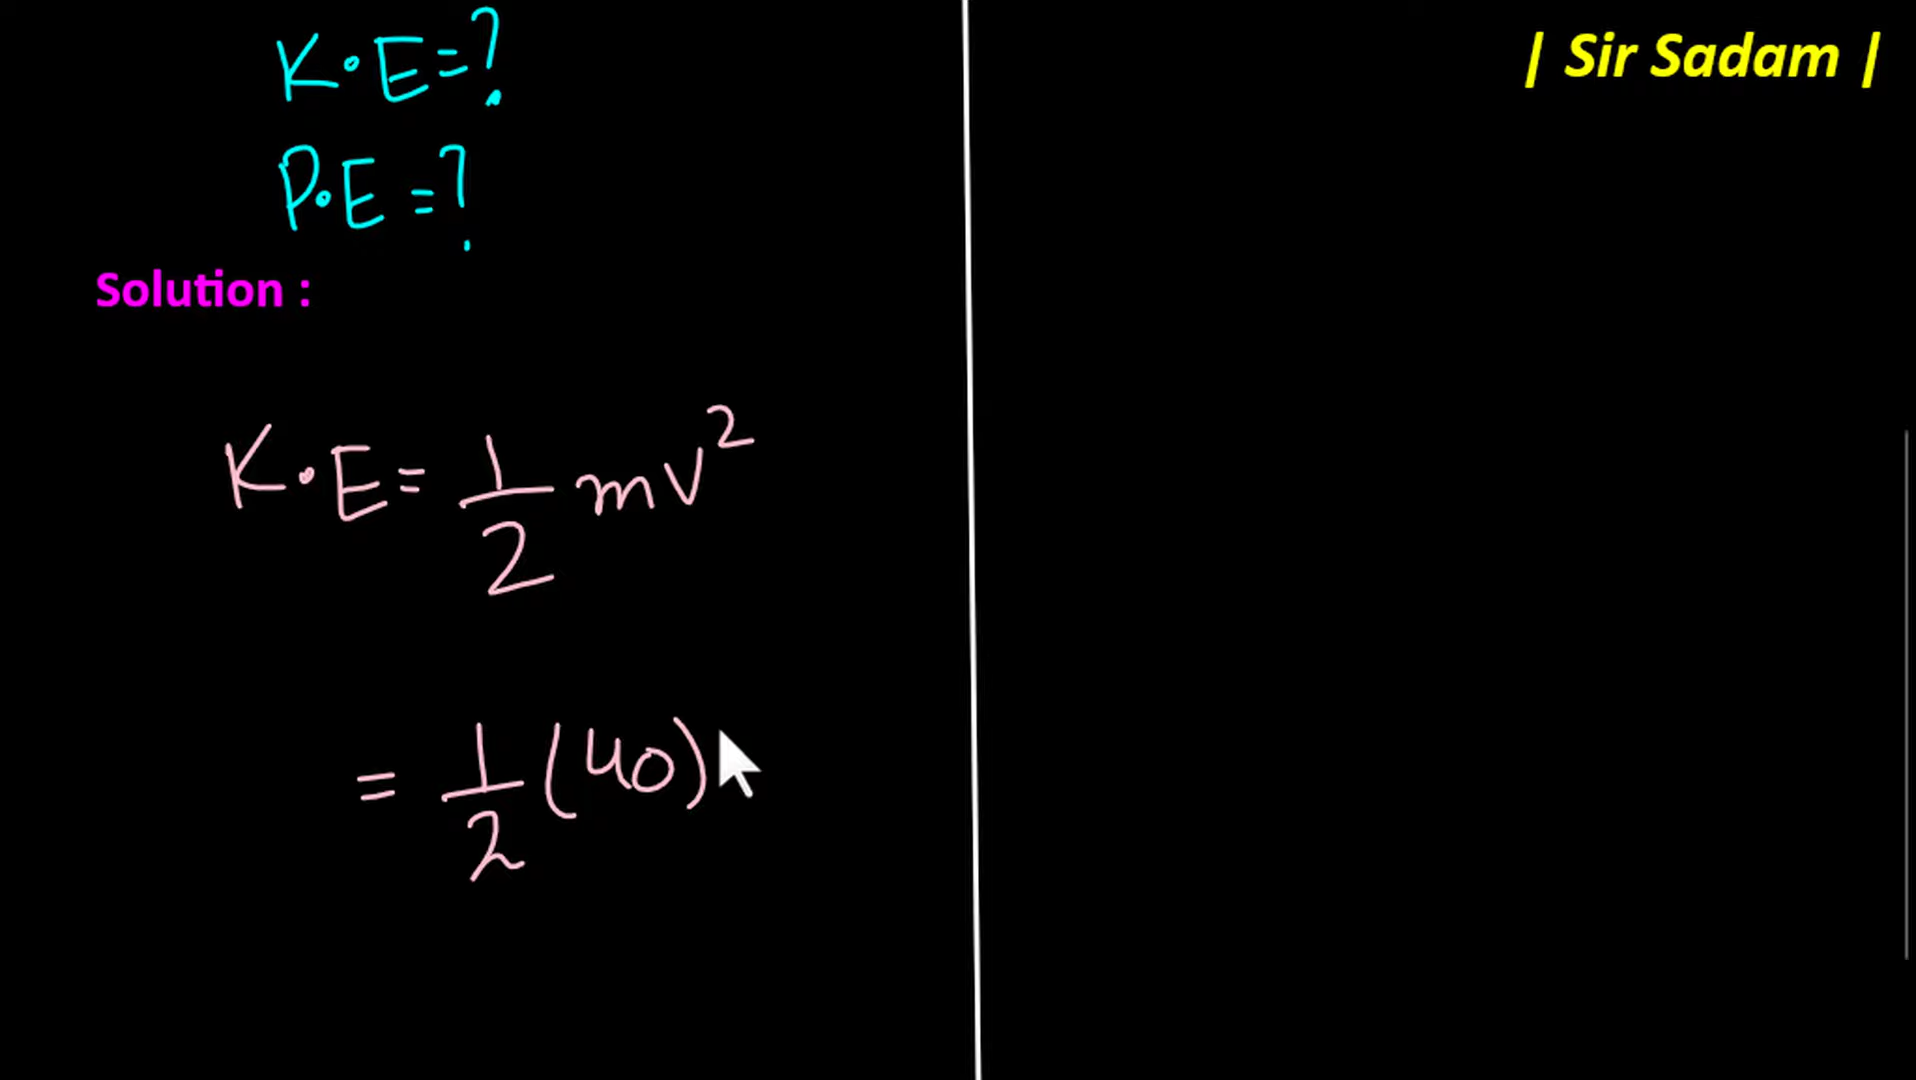 K.E=?
| Sir Sadam |
P.E=?
Solution :
K.E= 1/2 mv²
= 1/2 (40)